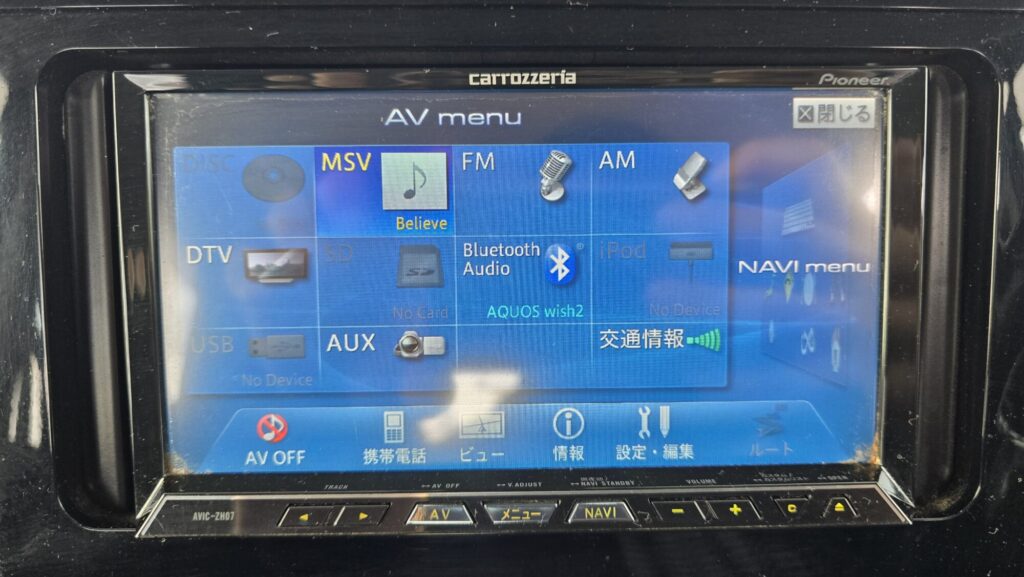 carrozzeria
Pioneer
AV menu
閉じる
DISC
MSV
Believe
FM
AM
DTV
SD
No Card
Bluetooth
Audio
AQUOS wish2
iPod
No Device
NAVI menu
USB
No Device
AUX
交通情報
AV OFF
携帯電話
ビュー
情報
設定・編集
ルート
TRACK
AV OFF
V.ADJUST
NAVI STANDBY
VOLUME
OPEN
AVIC-ZH07
AV
メニュー
NAVI